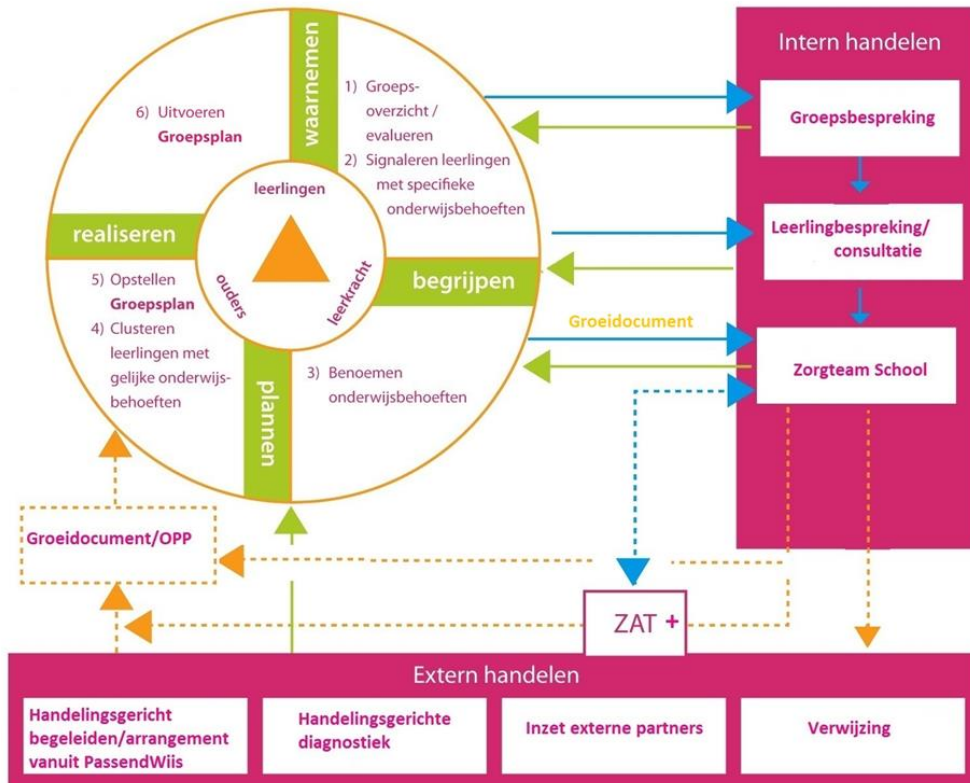 waarnemen
1) Groeps-
overzicht /
evalueren
2) Signaleren leerlingen
met specifieke
onderwijsbehoeften
begrijpen
3) Benoemen
onderwijsbehoeften
plannen
5) Opstellen
Groepsplan
4) Clusteren
leerlingen met
gelijke onderwijs-
behoeften
realiseren
6) Uitvoeren
Groepsplan
leerlingen
leerkracht
ouders
Intern handelen
Groepsbespreking
Leerlingbespreking/
consultatie
Groeidocument
Zorgteam School
Groeidocument/OPP
ZAT +
Extern handelen
Handelingsgericht
begeleiden/arrangement
vanuit PassendWiis
Handelingsgerichte
diagnostiek
Inzet externe partners
Verwijzing